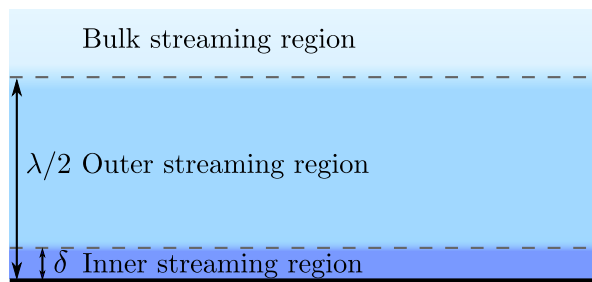 Bulk streaming region
λ/2 Outer streaming region
δ Inner streaming region